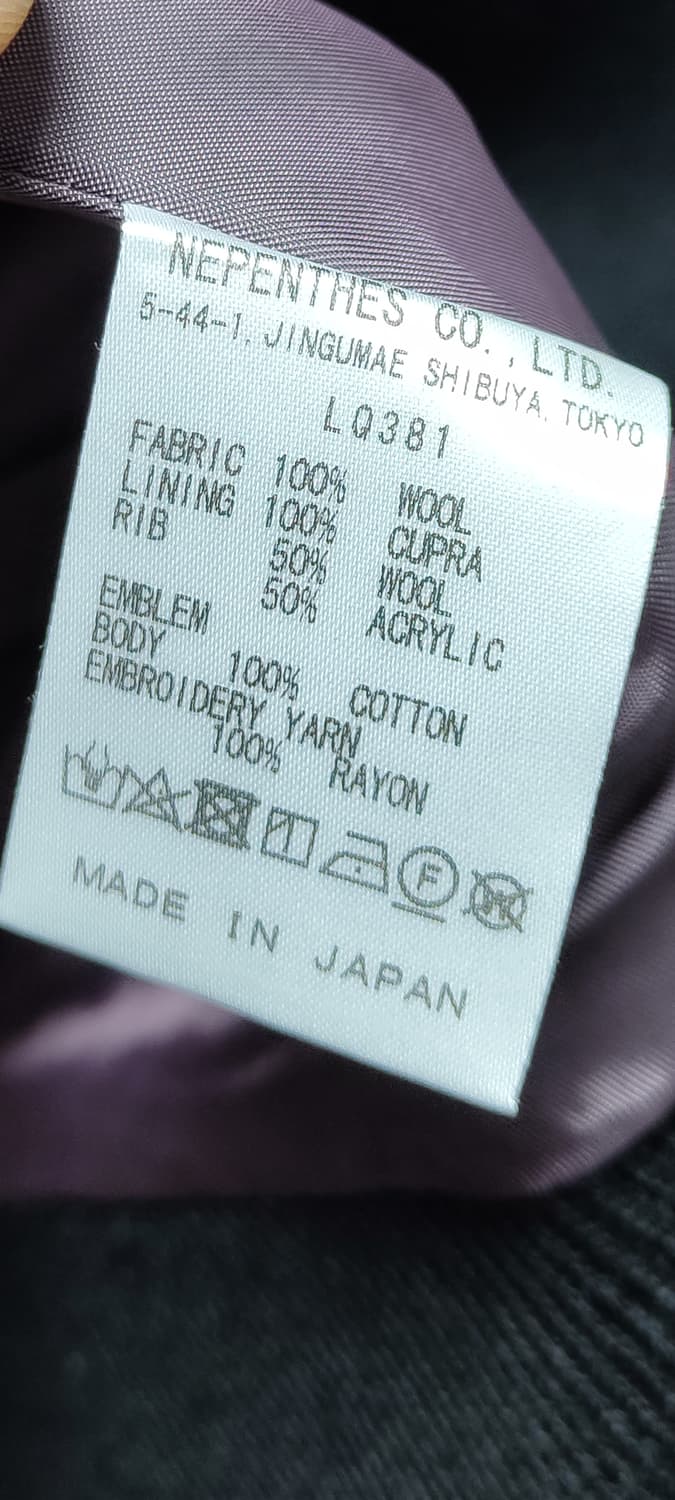 NEPENTHES CO., LTD.
5-44-1. JINGUMAE SHIBUYA. TOKYO
LQ381
FABRIC 100% WOOL
LINING 100% CUPRA
RIB 50% WOOL
50% ACRYLIC
EMBLEM
BODY 100% COTTON
EMBROIDERY YARN
100% RAYON
F
MADE IN JAPAN